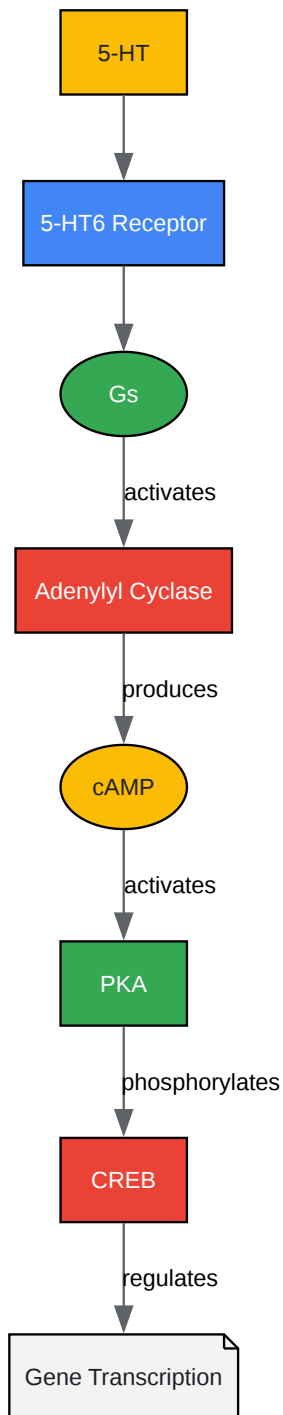 5-HT
5-HT6 Receptor
Gs
activates
Adenylyl Cyclase
produces
cAMP
activates
PKA
phosphorylates
CREB
regulates
Gene Transcription